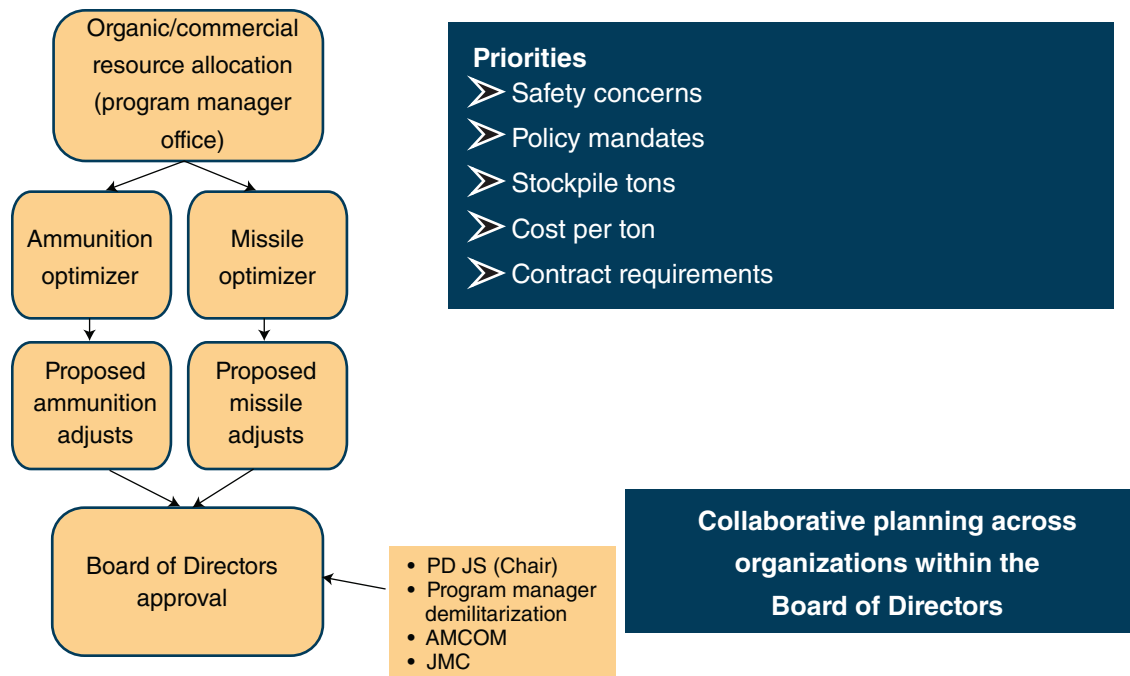 Organic/commercial
resource allocation
(program manager
office)
Ammunition
optimizer
Missile
optimizer
Proposed
ammunition
adjusts
Proposed
missile
adjusts
Board of Directors
approval
• PD JS (Chair)
• Program manager
demilitarization
• AMCOM
• JMC
Priorities
Safety concerns
Policy mandates
Stockpile tons
Cost per ton
Contract requirements
Collaborative planning across
organizations within the
Board of Directors